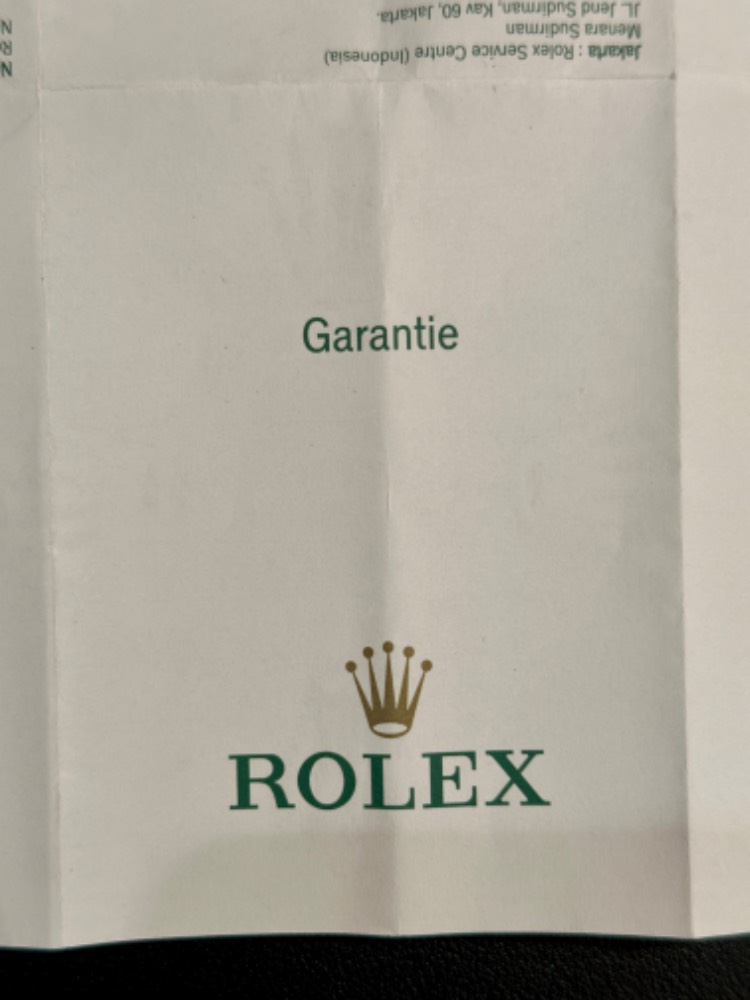 Jakarta : Rolex Service Centre (Indonesia)
Menara Sudirman
JL. Jend Sudirman, Kav 60, Jakarta.
Garantie
ROLEX